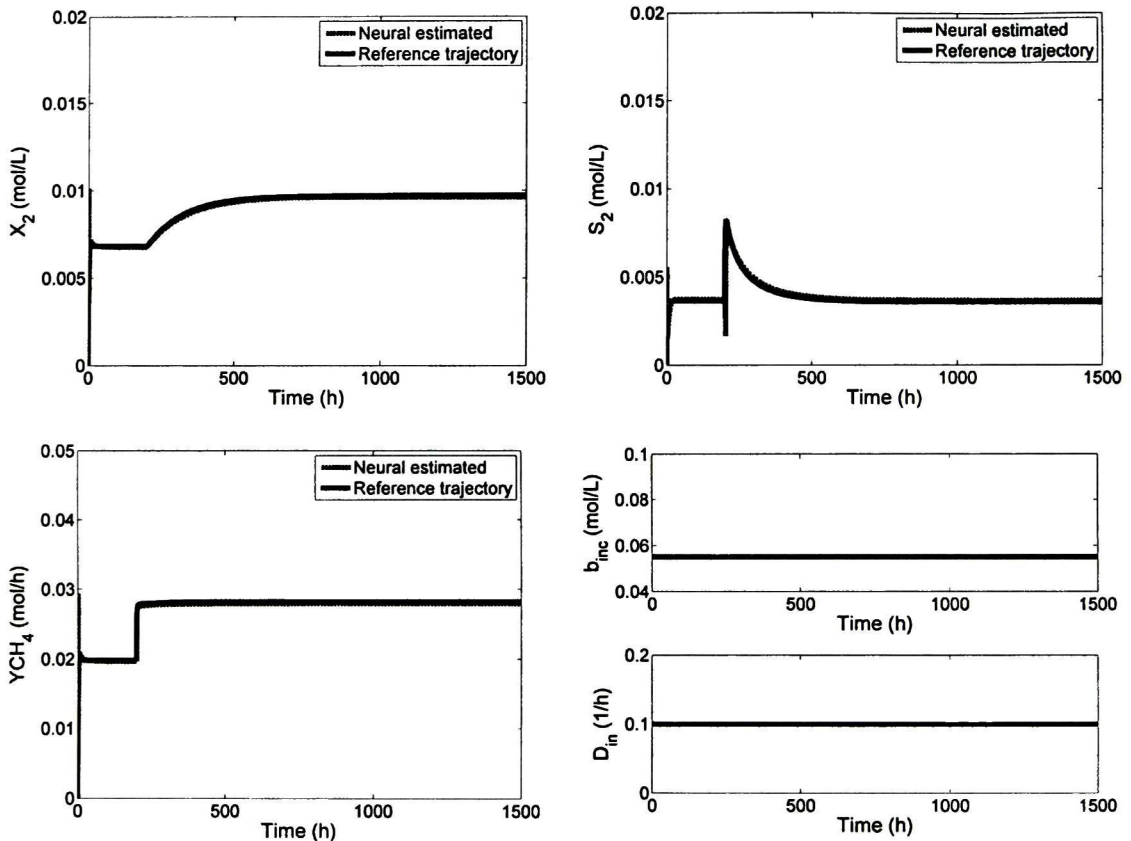 0.02
0.015
0.01
0.005
0
X2 (mol/L)
Neural estimated
Reference trajectory
0 500 1000 1500
Time (h)
0.02
0.015
0.01
0.005
0
S2 (mol/L)
Neural estimated
Reference trajectory
0 500 1000 1500
Time (h)
0.05
0.04
0.03
0.02
0.01
0
YCH4 (mol/h)
Neural estimated
Reference trajectory
0 500 1000 1500
Time (h)
0.1
0.08
0.06
0.04
b_inc (mol/L)
0 500 1000 1500
Time (h)
0.2
0.1
0
D_in (1/h)
0 500 1000 1500
Time (h)